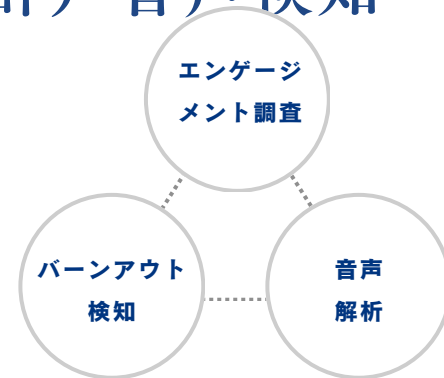 エンゲージ
メント調査
バーンアウト
検知
音声
解析